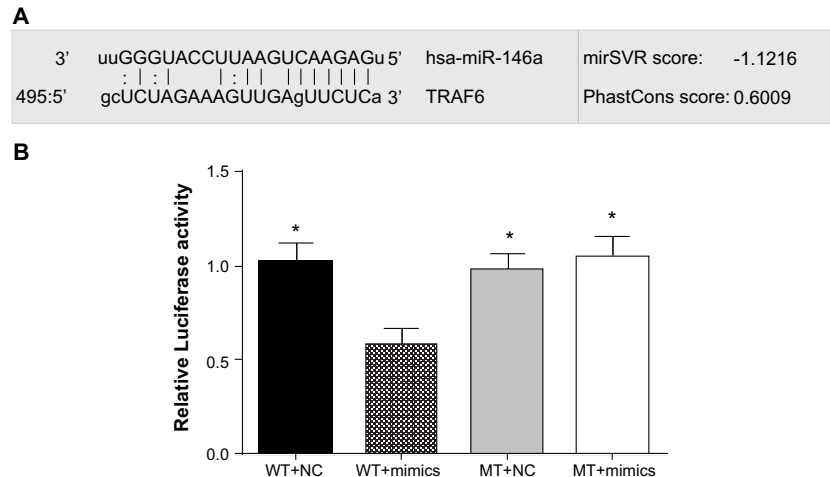 A
3’ uuGGGUACCUUAAGUCAAGAGu 5’ hsa-miR-146a mirSVR score: -1.1216
: | : | | : | | | | | | | | | |
495:5’ gcUCUAGAAAGUUGAgUUCUCa 3’ TRAF6 PhastCons score: 0.6009
B
Relative Luciferase activity
1.5
1.0
0.5
0.0
* * *
WT+NC WT+mimics MT+NC MT+mimics